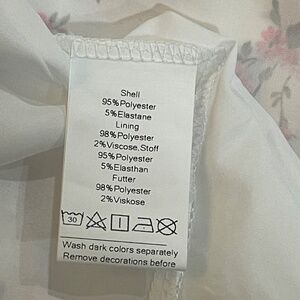 Shell
95%Polyester
5%Elastane
Lining
98%Polyester
2%Viscose,Stoff
95%Polyester
5%Elasthan
Futter
98%Polyester
2%Viskose
30
Wash dark colors separately
Remove decorations before